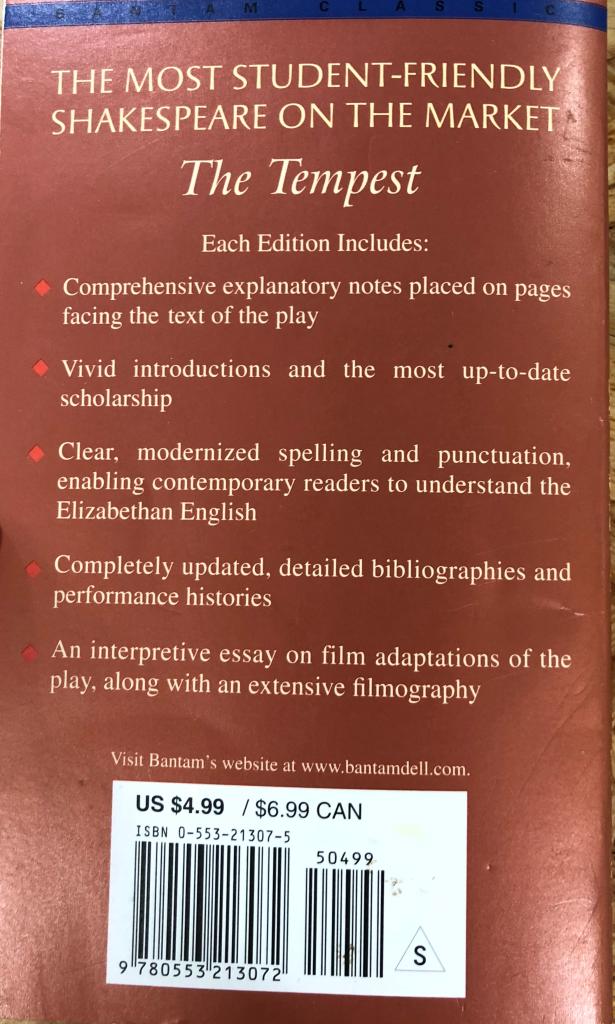 BANTAM CLASSIC
THE MOST STUDENT-FRIENDLY
SHAKESPEARE ON THE MARKET
The Tempest
Each Edition Includes:
Comprehensive explanatory notes placed on pages
facing the text of the play
Vivid introductions and the most up-to-date
scholarship
Clear, modernized spelling and punctuation,
enabling contemporary readers to understand the
Elizabethan English
Completely updated, detailed bibliographies and
performance histories
An interpretive essay on film adaptations of the
play, along with an extensive filmography
Visit Bantam's website at www.bantamdell.com.
US $4.99 / $6.99 CAN
ISBN 0-553-21307-5
50499
9 780553 213072
S